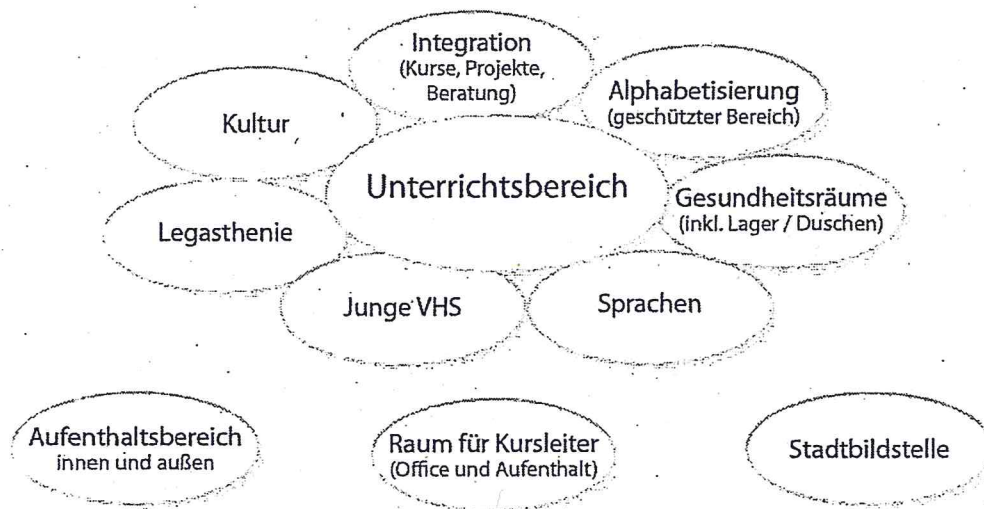 Integration
(Kurse, Projekte,
Beratung)
Alphabetisierung
(geschützter Bereich)
Kultur
Unterrichtsbereich
Gesundheitsräume
(inkl. Lager / Duschen)
Legasthenie
Junge VHS
Sprachen
Aufenthaltsbereich
innen und außen
Raum für Kursleiter
(Office und Aufenthalt)
Stadtbildstelle